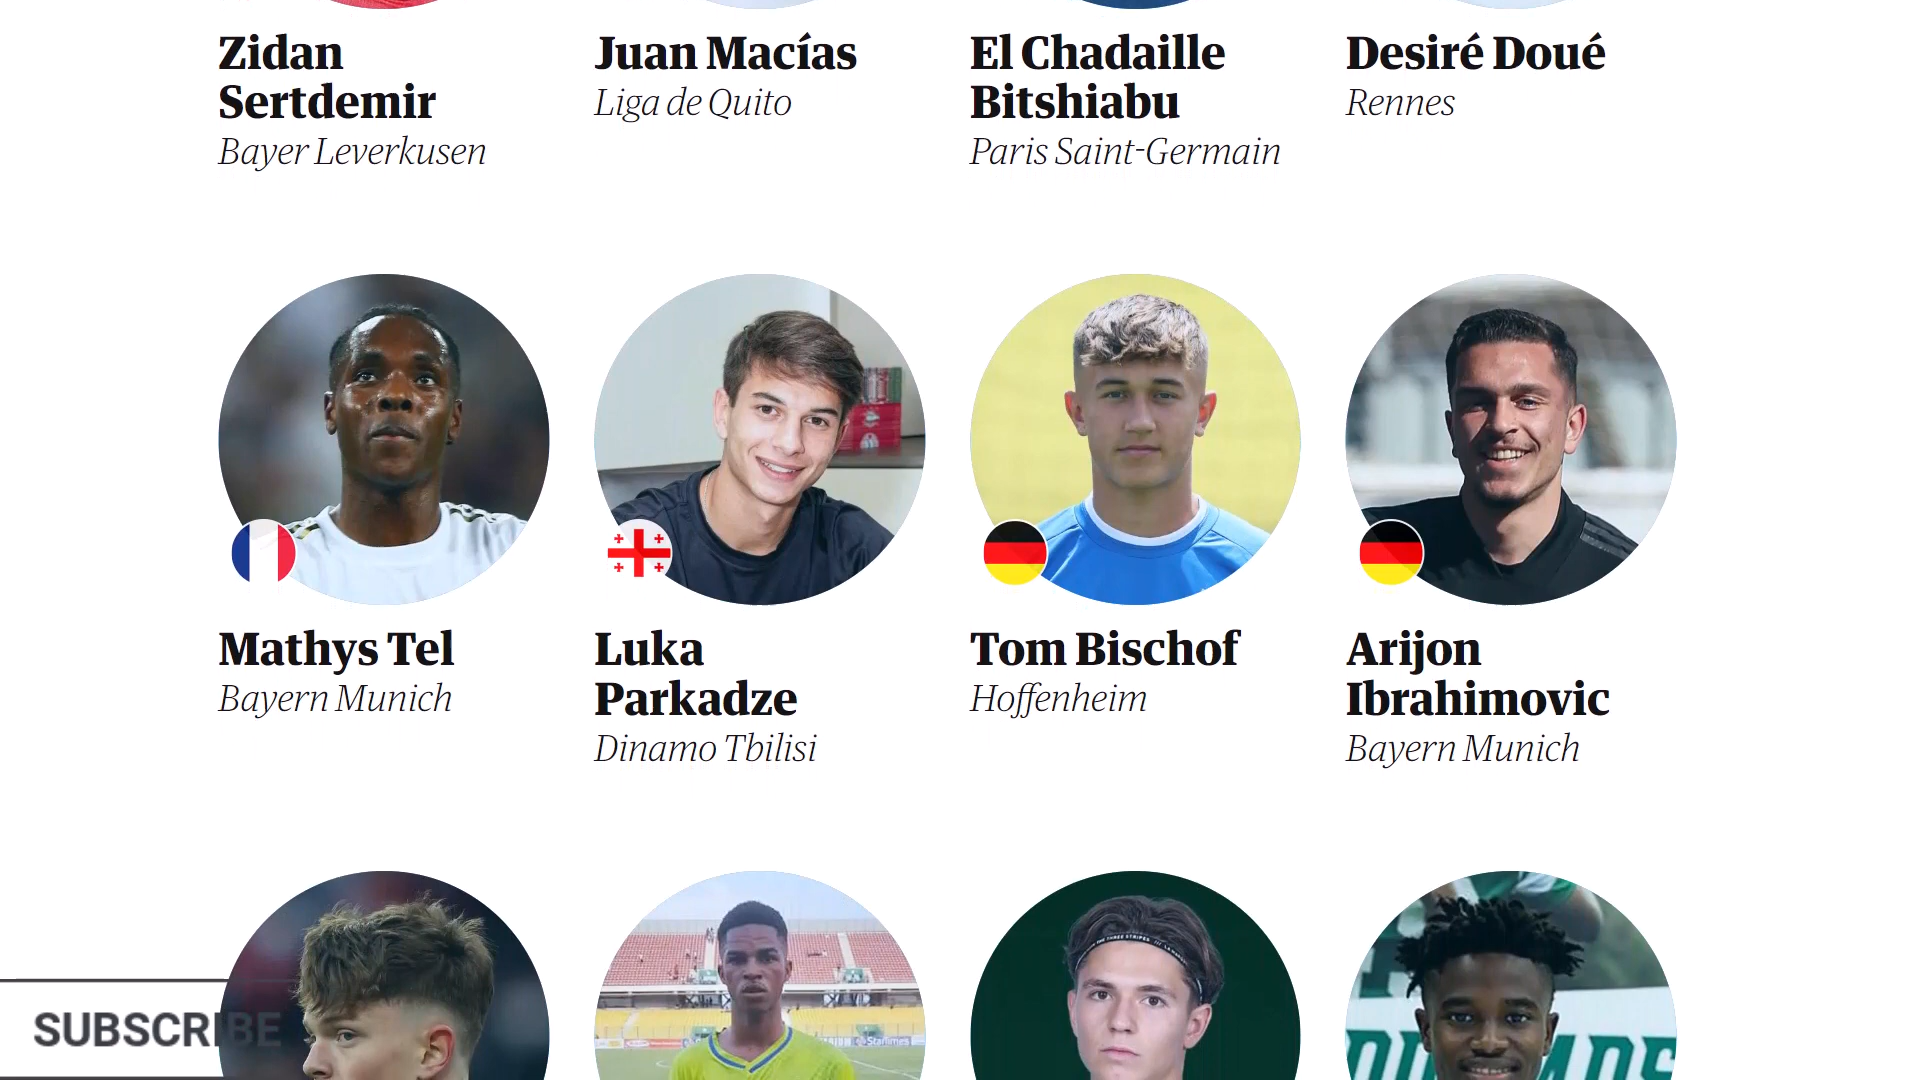 Zidan
Sertdemir
Bayer Leverkusen
Juan Macías
Liga de Quito
El Chadaille
Bitshiabu
Paris Saint-Germain
Desiré Doué
Rennes
Mathys Tel
Bayern Munich
Luka
Parkadze
Dinamo Tbilisi
Tom Bischof
Hoffenheim
Arijon
Ibrahimovic
Bayern Munich
SUBSCRIBE